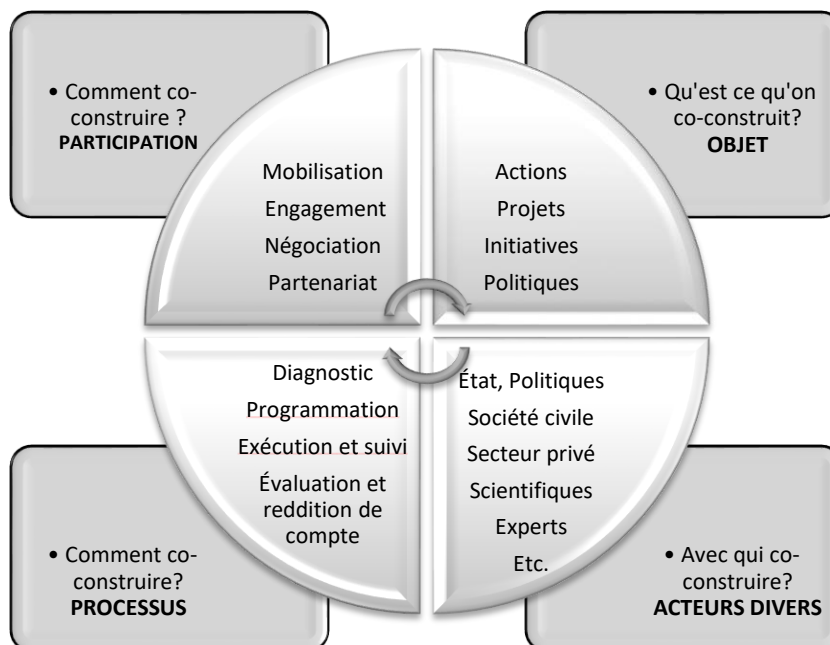 • Comment co-
construire ?
PARTICIPATION
Mobilisation
Engagement
Négociation
Partenariat
• Qu'est ce qu'on
co-construit?
OBJET
Actions
Projets
Initiatives
Politiques
• Comment co-
construire?
PROCESSUS
Diagnostic
Programmation
Exécution et suivi
Évaluation et
reddition de
compte
• Avec qui co-
construire?
ACTEURS DIVERS
État, Politiques
Société civile
Secteur privé
Scientifiques
Experts
Etc.